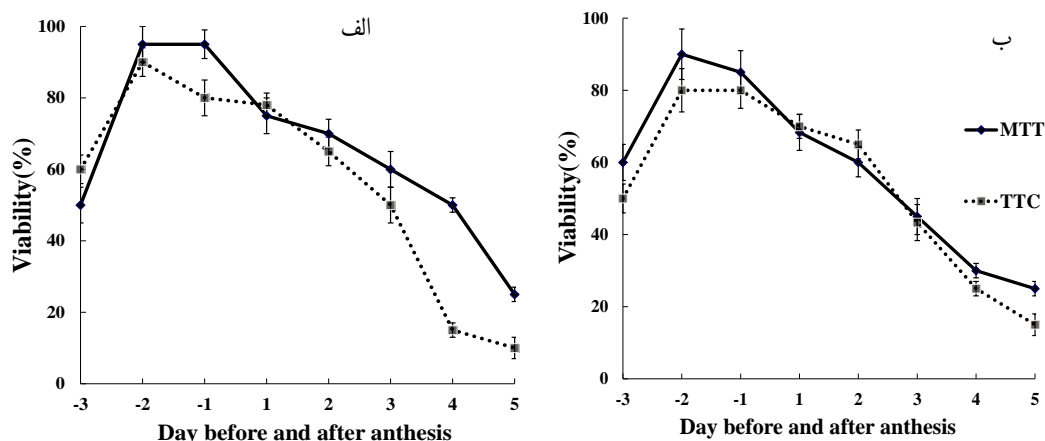 الف
Viability(%)
100
80
60
40
20
0
-3 -2 -1 1 2 3 4 5
Day before and after anthesis
ب
Viability(%)
100
80
60
40
20
0
-3 -2 -1 1 2 3 4 5
Day before and after anthesis
MTT
TTC